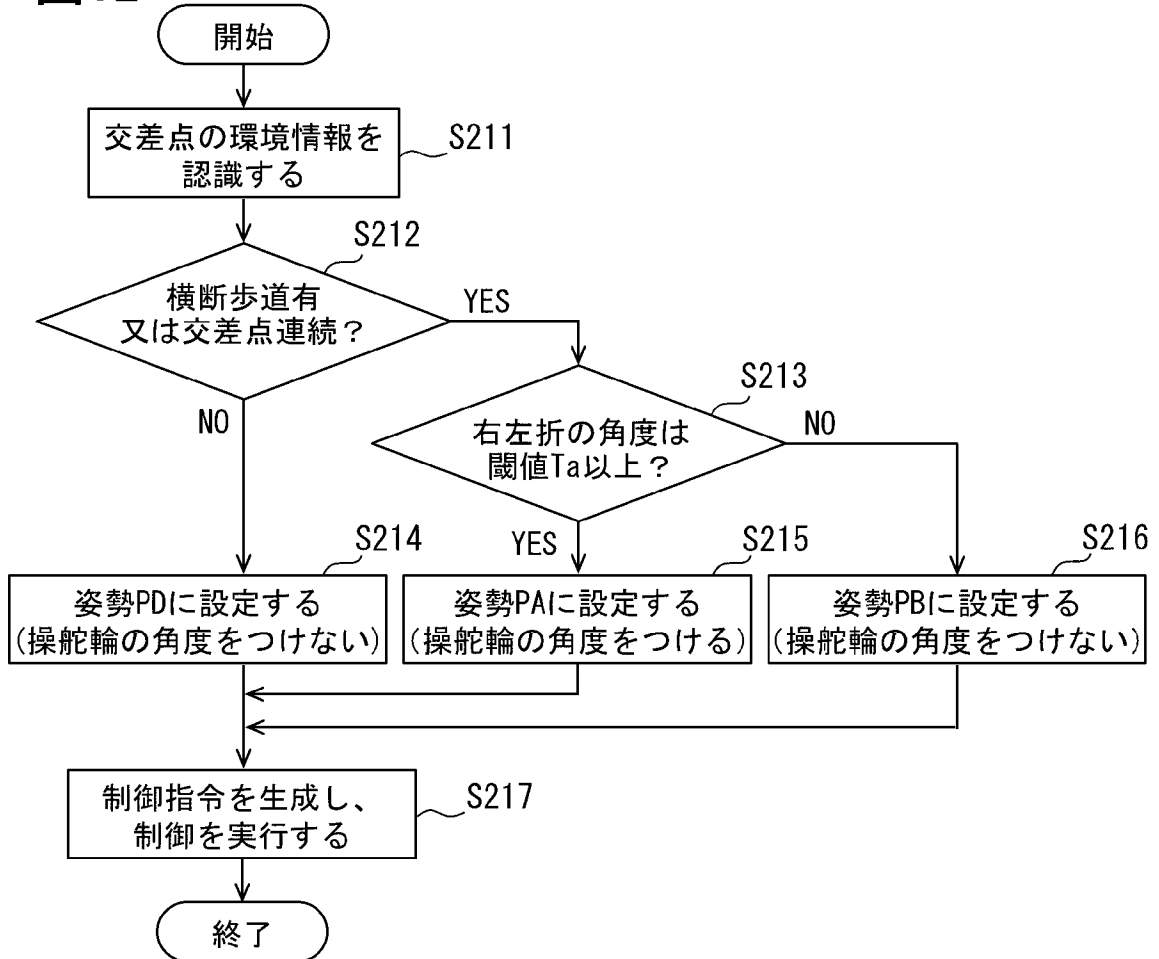 開始
交差点の環境情報を
認識する
S211
S212
横断歩道有
又は交差点連続？
YES
S213
右左折の角度は
閾値Ta以上？
NO
NO
YES
S214
姿勢PDに設定する
(操舵輪の角度をつけない)
S215
姿勢PAに設定する
(操舵輪の角度をつける)
S216
姿勢PBに設定する
(操舵輪の角度をつけない)
制御指令を生成し、
制御を実行する
S217
終了